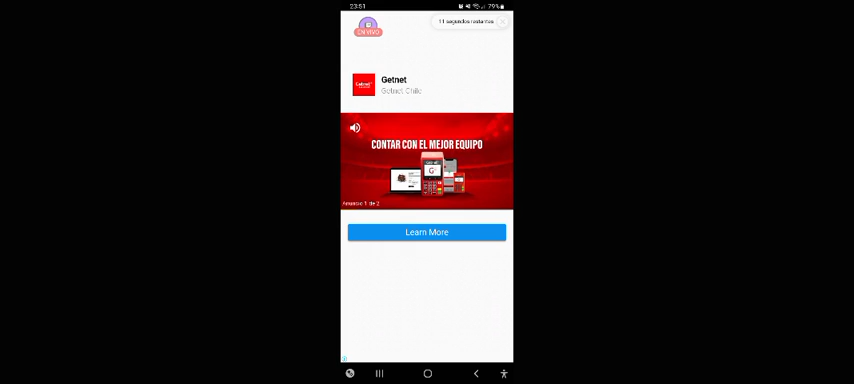 23:51
79%
EN VIVO
11 segundos restantes
Getnet
Getnet
Getnet Chile
CONTAR CON EL MEJOR EQUIPO
Anuncio 1 de 2
Learn More